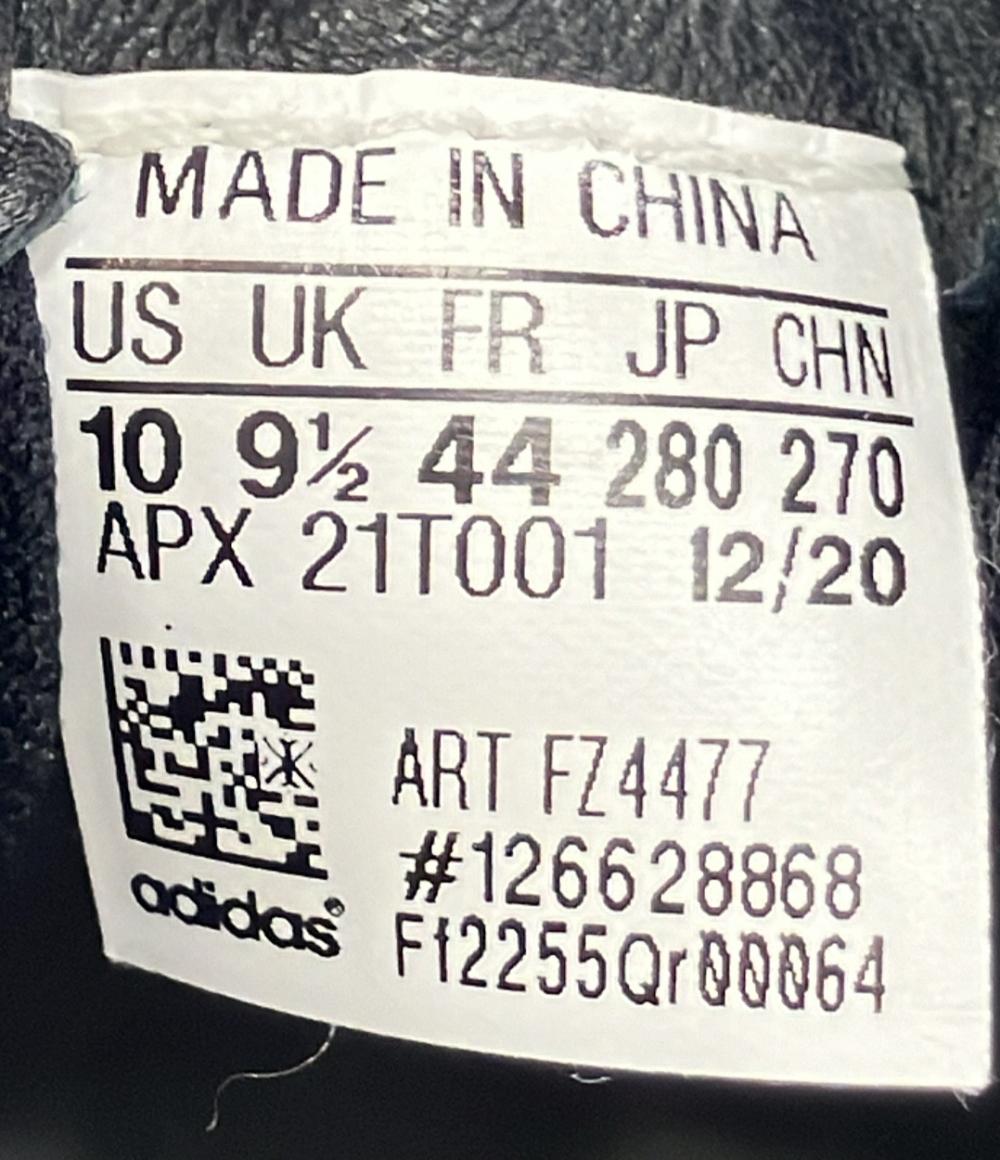 MADE IN CHINA
US UK FR JP CHN
10 9½ 44 280 270
APX 21T001 12/20
ART FZ4477
#126628868
Ff2255Qr00064
adidas®